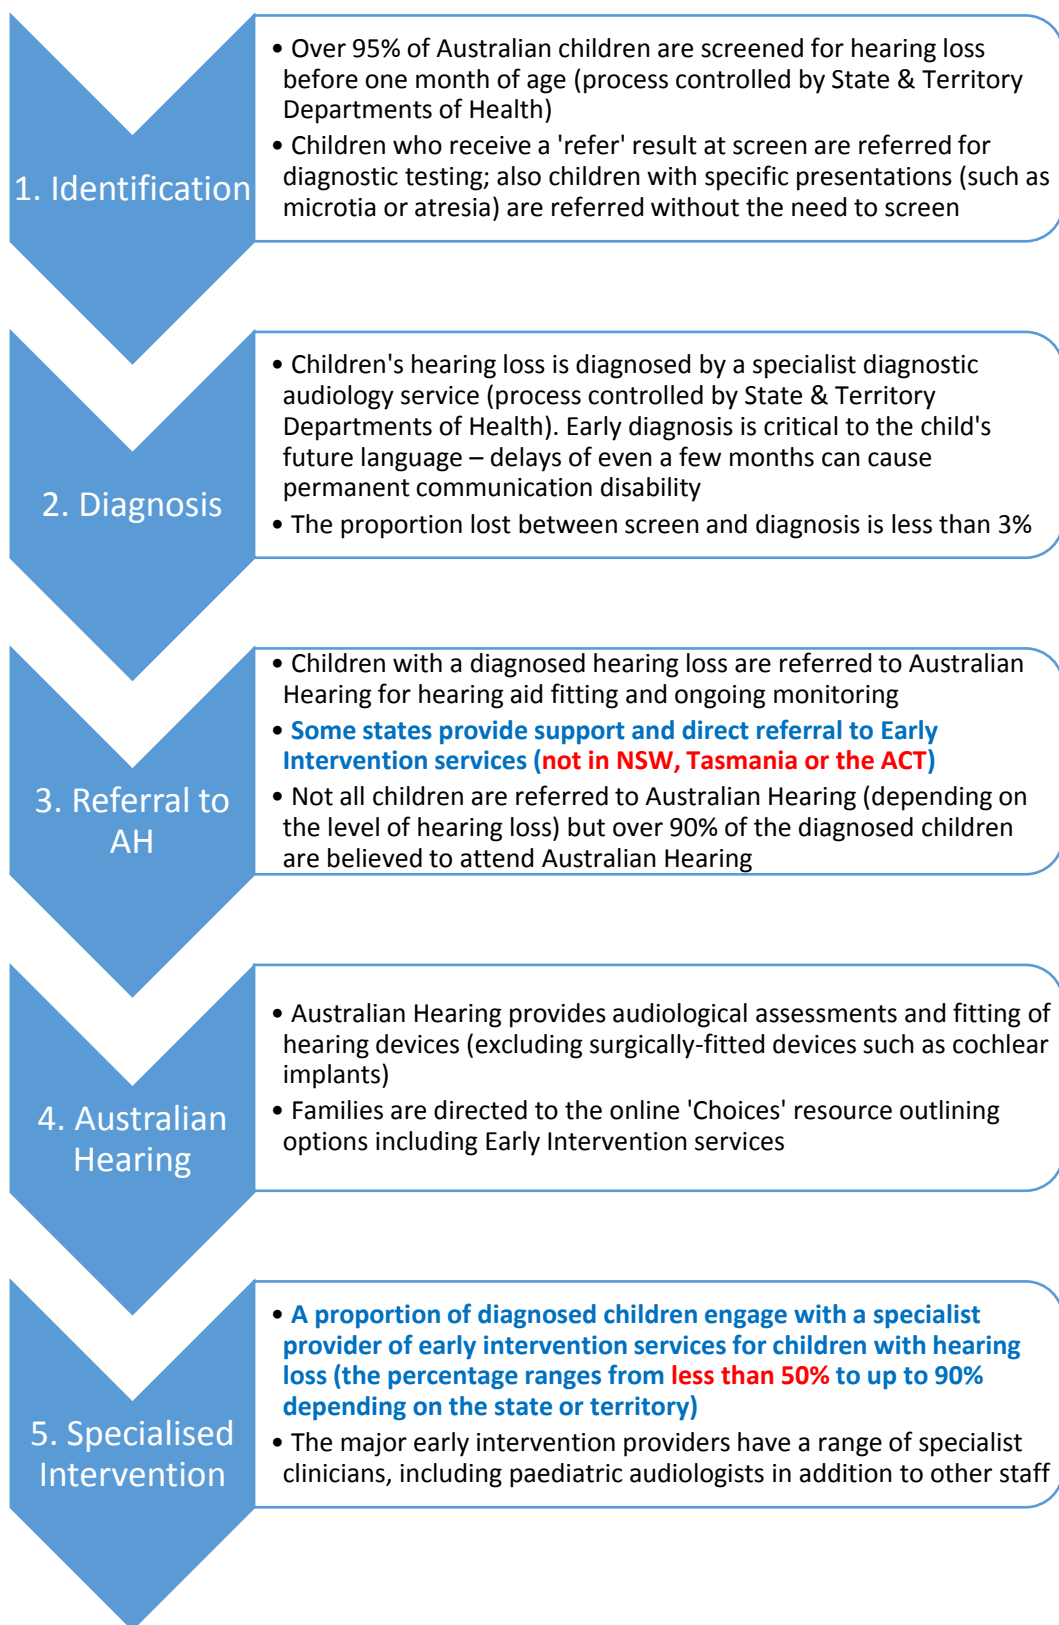 1. Identification
• Over 95% of Australian children are screened for hearing loss
before one month of age (process controlled by State & Territory
Departments of Health)
• Children who receive a 'refer' result at screen are referred for
diagnostic testing; also children with specific presentations (such as
microtia or atresia) are referred without the need to screen
2. Diagnosis
• Children's hearing loss is diagnosed by a specialist diagnostic
audiology service (process controlled by State & Territory
Departments of Health). Early diagnosis is critical to the child's
future language – delays of even a few months can cause
permanent communication disability
• The proportion lost between screen and diagnosis is less than 3%
3. Referral to
AH
• Children with a diagnosed hearing loss are referred to Australian
Hearing for hearing aid fitting and ongoing monitoring
• Some states provide support and direct referral to Early
Intervention services (not in NSW, Tasmania or the ACT)
• Not all children are referred to Australian Hearing (depending on
the level of hearing loss) but over 90% of the diagnosed children
are believed to attend Australian Hearing
4. Australian
Hearing
• Australian Hearing provides audiological assessments and fitting of
hearing devices (excluding surgically-fitted devices such as cochlear
implants)
• Families are directed to the online 'Choices' resource outlining
options including Early Intervention services
5. Specialised
Intervention
• A proportion of diagnosed children engage with a specialist
provider of early intervention services for children with hearing
loss (the percentage ranges from less than 50% to up to 90%
depending on the state or territory)
• The major early intervention providers have a range of specialist
clinicians, including paediatric audiologists in addition to other staff